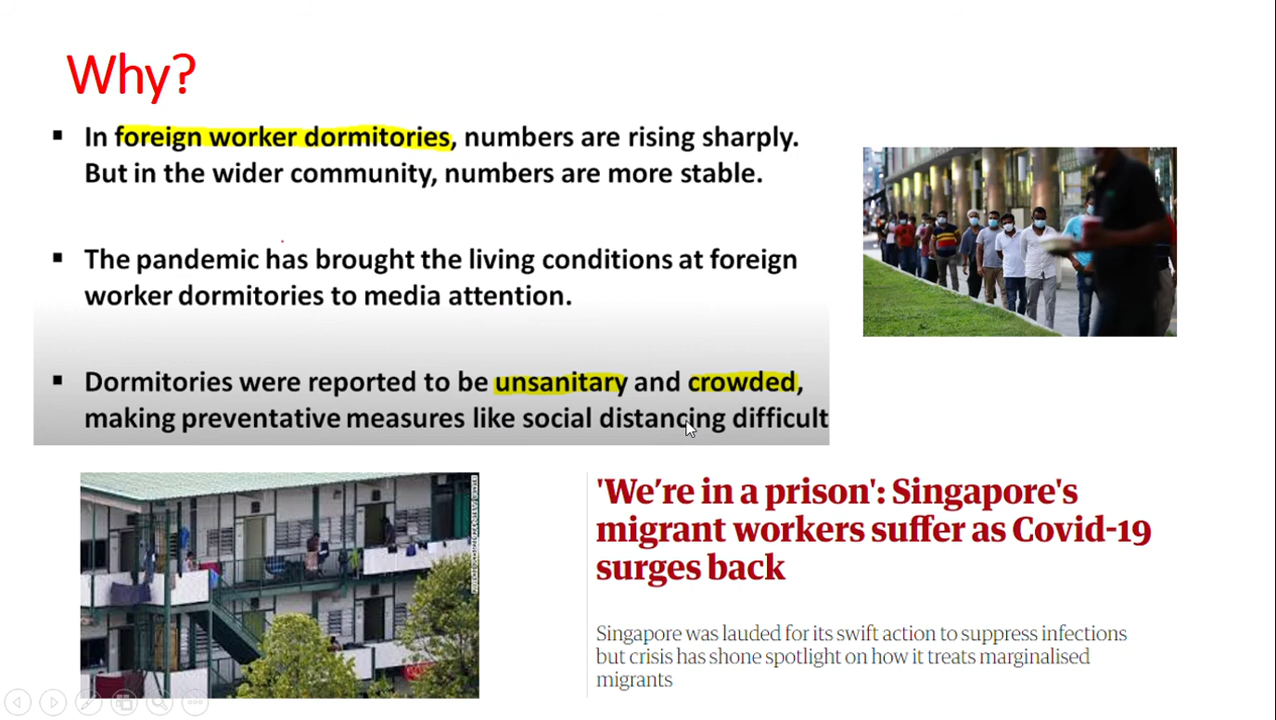 Why?
▪ In foreign worker dormitories, numbers are rising sharply.
But in the wider community, numbers are more stable.
▪ The pandemic has brought the living conditions at foreign
worker dormitories to media attention.
▪ Dormitories were reported to be unsanitary and crowded,
making preventative measures like social distancing difficult
'We're in a prison': Singapore's
migrant workers suffer as Covid-19
surges back
Singapore was lauded for its swift action to suppress infections
but crisis has shone spotlight on how it treats marginalised
migrants